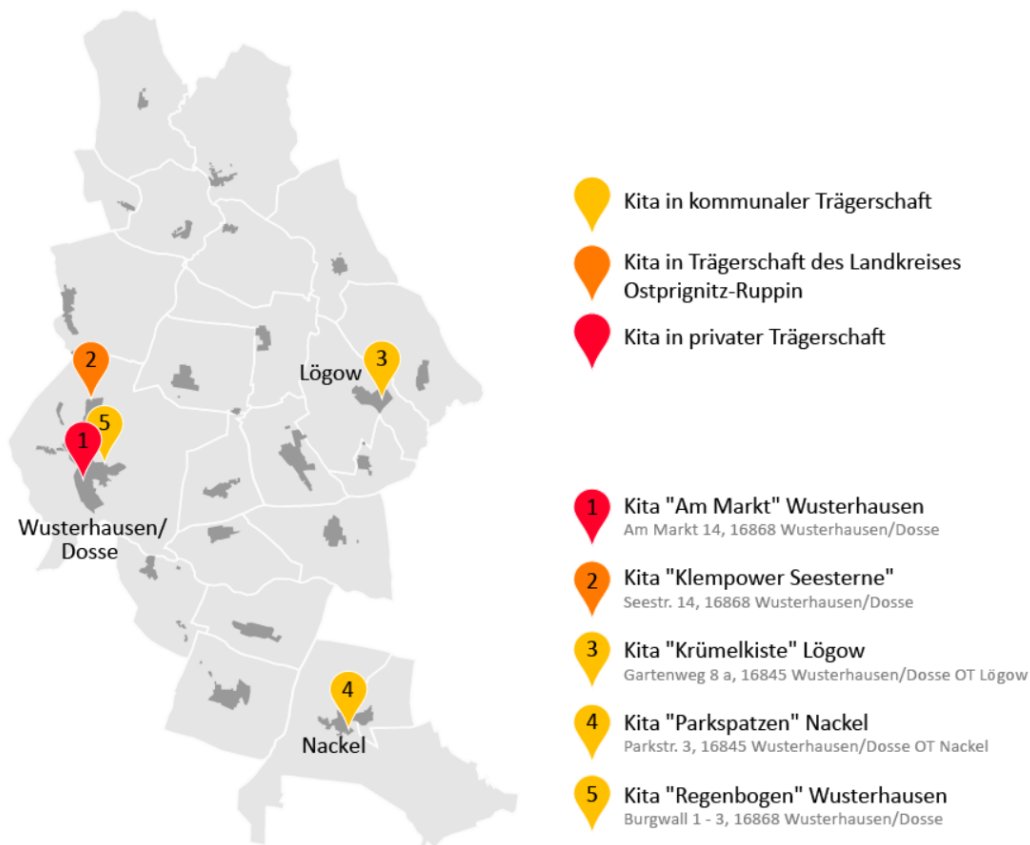 2
5
1
Wusterhausen/
Dosse
Lögow
3
4
Nackel
Kita in kommunaler Trägerschaft
Kita in Trägerschaft des Landkreises
Ostprignitz-Ruppin
Kita in privater Trägerschaft
1 Kita "Am Markt" Wusterhausen
Am Markt 14, 16868 Wusterhausen/Dosse
2 Kita "Klempower Seesterne"
Seestr. 14, 16868 Wusterhausen/Dosse
3 Kita "Krümelkiste" Lögow
Gartenweg 8 a, 16845 Wusterhausen/Dosse OT Lögow
4 Kita "Parkspatzen" Nackel
Parkstr. 3, 16845 Wusterhausen/Dosse OT Nackel
5 Kita "Regenbogen" Wusterhausen
Burgwall 1 - 3, 16868 Wusterhausen/Dosse